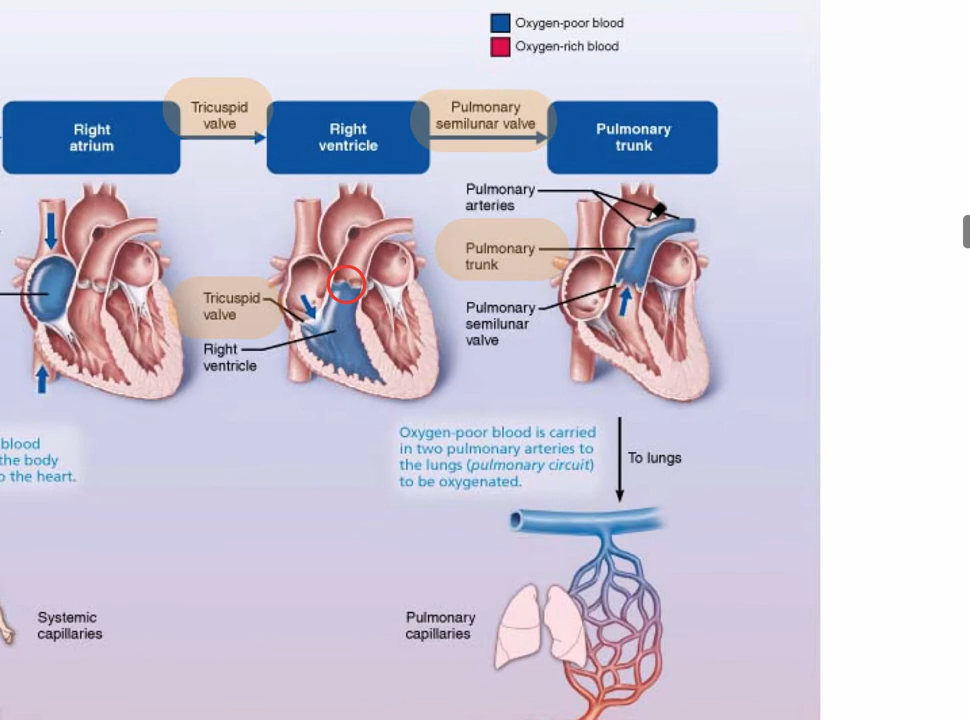 Oxygen-poor blood
Oxygen-rich blood
Right
atrium
Tricuspid
valve
Right
ventricle
Pulmonary
semilunar valve
Pulmonary
trunk
Pulmonary
arteries
Pulmonary
trunk
Pulmonary
semilunar
valve
Tricuspid
valve
Right
ventricle
blood
the body
the heart.
Oxygen-poor blood is carried
in two pulmonary arteries to
the lungs (pulmonary circuit)
to be oxygenated.
To lungs
Systemic
capillaries
Pulmonary
capillaries